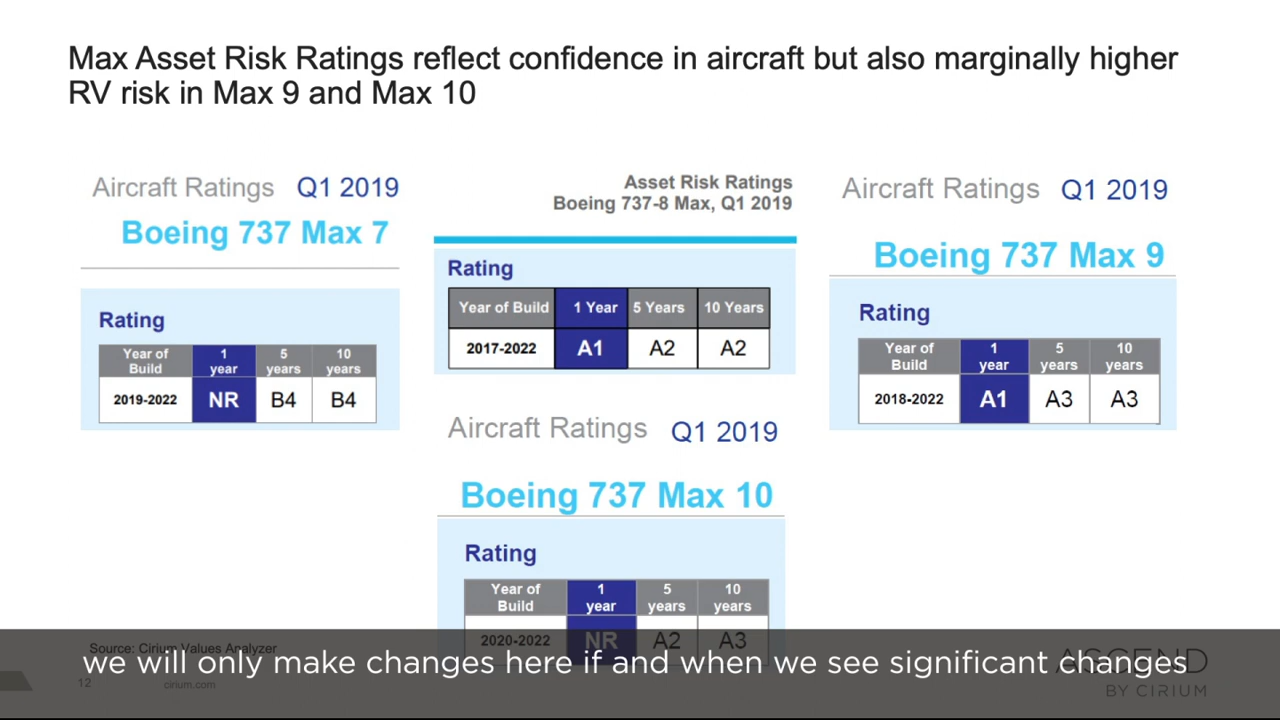 Max Asset Risk Ratings reflect confidence in aircraft but also marginally higher
RV risk in Max 9 and Max 10
Aircraft Ratings Q1 2019
Boeing 737 Max 7
Rating
Year of Build 1 year 5 years 10 years
2019-2022 NR B4 B4
Asset Risk Ratings
Boeing 737-8 Max, Q1 2019
Rating
Year of Build 1 Year 5 Years 10 Years
2017-2022 A1 A2 A2
Aircraft Ratings Q1 2019
Boeing 737 Max 9
Rating
Year of Build 1 year 5 years 10 years
2018-2022 A1 A3 A3
Aircraft Ratings Q1 2019
Boeing 737 Max 10
Rating
Year of Build 1 year 5 years 10 years
2020-2022 NR A2 A3
Source: Cirium Values Analyzer
we will only make changes here if and when we see significant changes
12 cirium.com
ASCEND
BY CIRIUM